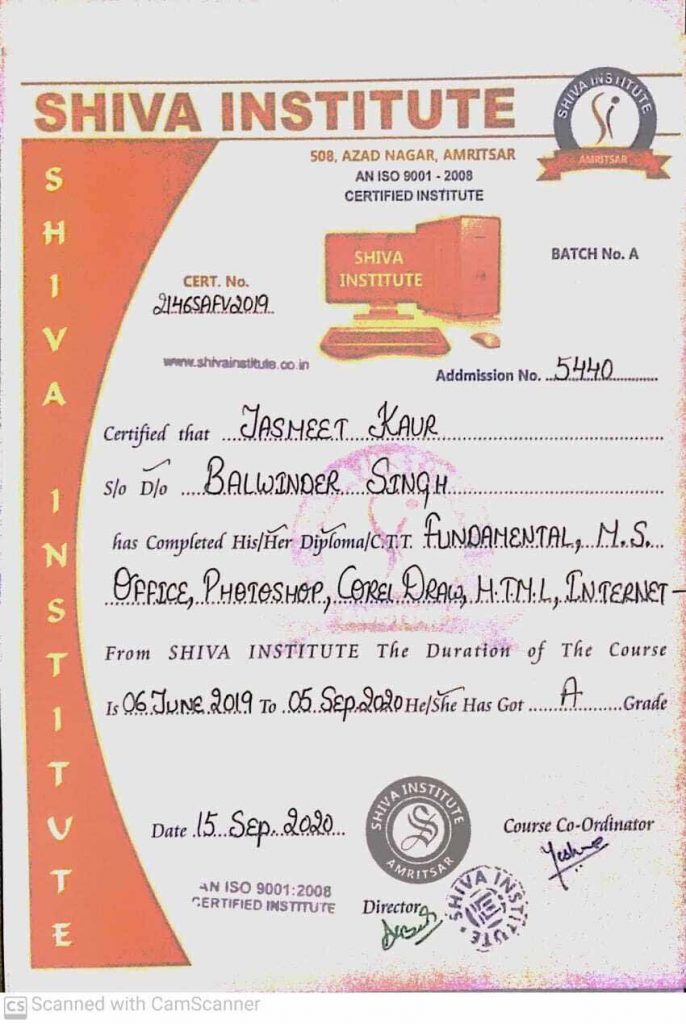 SHIVA INSTITUTE
SHIVA INSTITUTE
AMRITSAR
508, AZAD NAGAR, AMRITSAR
AN ISO 9001 - 2008
CERTIFIED INSTITUTE
SHIVA INSTITUTE
SHIVA
INSTITUTE
BATCH No. A
CERT. No.
2146SAFV2019
www.shivainstitute.co.in
Addmission No. 5440
Certified that JASMEET KAUR
S/o D/o BALWINDER SINGH
has Completed His/Her Diploma/C.T.T. FUNDAMENTAL, M.S.
OFFICE, PHOTOSHOP, COREL DRAW, H.T.M.L, INTERNET
From SHIVA INSTITUTE The Duration of The Course
Is 06 JUNE 2019 To 05 SEP. 2020 He/She Has Got A Grade
Date 15 SEP. 2020
SHIVA INSTITUTE
AMRITSAR
Course Co-Ordinator
AN ISO 9001:2008
CERTIFIED INSTITUTE
Director
SHIVA INSTITUTE
CS Scanned with CamScanner